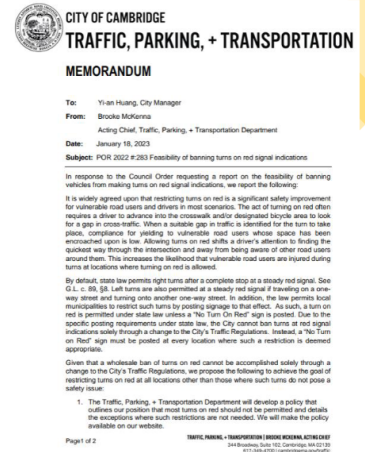 CITY OF CAMBRIDGE
TRAFFIC, PARKING, + TRANSPORTATION
MEMORANDUM
To: Yi-an Huang, City Manager
From: Brooke McKenna
Acting Chief, Traffic, Parking, + Transportation Department
Date: January 18, 2023
Subject: POR 2022 #:283 Feasibility of banning turns on red signal indications
In response to the Council Order requesting a report on the feasibility of banning
vehicles from making turns on red signal indications, we report the following:
It is widely agreed upon that restricting turns on red is a significant safety improvement
for vulnerable road users and drivers in most scenarios. The act of turning on red often
requires a driver to advance into the crosswalk and/or designated bicycle area to look
for a gap in cross-traffic. When a suitable gap in traffic is identified for the turn to take
place, compliance for yielding to vulnerable road users whose space has been
encroached upon is low. Allowing turns on red shifts a driver's attention to finding the
quickest way through the intersection and away from being aware of other road users
around them. This increases the likelihood that vulnerable road users are injured during
turns at locations where turning on red is allowed.
By default, state law permits right turns after a complete stop at a steady red signal. See
G.L. c. 89, §8. Left turns are also permitted at a steady red signal if traveling on a one-
way street and turning onto another one-way street. In addition, the law permits local
municipalities to restrict such turns by posting signage to that effect. As such, a turn on
red is permitted under state law unless a "No Turn On Red" sign is posted. Due to the
specific posting requirements under state law, the City cannot ban turns at red signal
indications solely through a change to the City's Traffic Regulations. Instead, a "No Turn
on Red" sign must be posted at every location where such a restriction is deemed
appropriate.
Given that a wholesale ban of turns on red cannot be accomplished solely through a
change to the City's Traffic Regulations, we propose the following to achieve the goal of
restricting turns on red at all locations other than those where such turns do not pose a
safety issue:
1. The Traffic, Parking, + Transportation Department will develop a policy that
outlines our position that most turns on red should not be permitted and details
the exceptions where such restrictions are not needed. We will make the policy
available on our website.
Page1 of 2
TRAFFIC, PARKING, + TRANSPORTATION | BROOKE MCKENNA, ACTING CHIEF
344 Broadway, Suite 102, Cambridge, MA 02139
617-349-4700 | cambridgema.gov/traffic